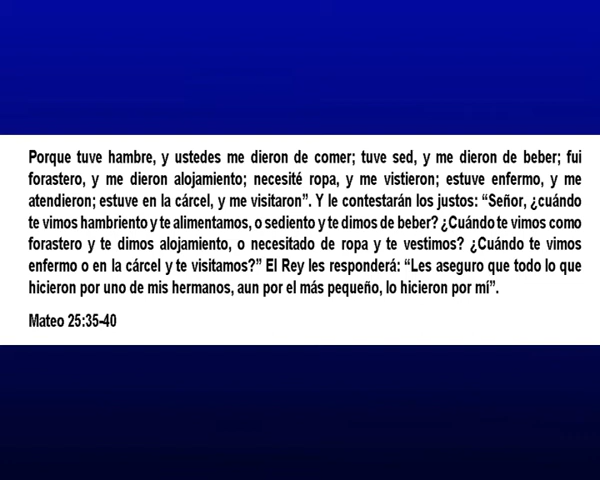 Porque tuve hambre, y ustedes me dieron de comer; tuve sed, y me dieron de beber; fui
forastero, y me dieron alojamiento; necesité ropa, y me vistieron; estuve enfermo, y me
atendieron; estuve en la cárcel, y me visitaron”. Y le contestarán los justos: “Señor, ¿cuándo
te vimos hambriento y te alimentamos, o sediento y te dimos de beber? ¿Cuándo te vimos como
forastero y te dimos alojamiento, o necesitado de ropa y te vestimos? ¿Cuándo te vimos
enfermo o en la cárcel y te visitamos?” El Rey les responderá: “Les aseguro que todo lo que
hicieron por uno de mis hermanos, aun por el más pequeño, lo hicieron por mí”.
Mateo 25:35-40